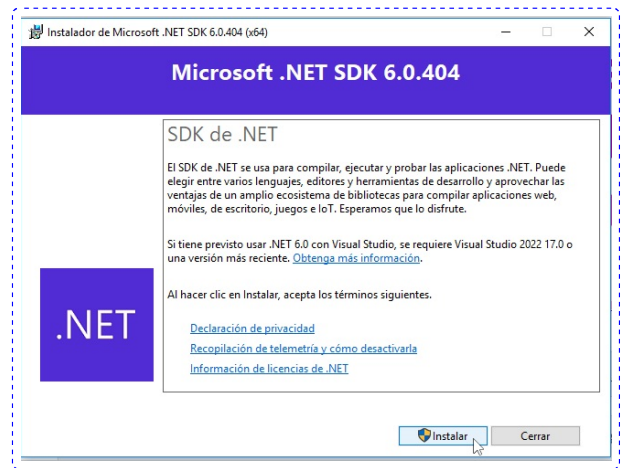 Instalador de Microsoft .NET SDK 6.0.404 (x64)
Microsoft .NET SDK 6.0.404
SDK de .NET
El SDK de .NET se usa para compilar, ejecutar y probar las aplicaciones .NET. Puede
elegir entre varios lenguajes, editores y herramientas de desarrollo y aprovechar las
ventajas de un amplio ecosistema de bibliotecas para compilar aplicaciones web,
móviles, de escritorio, juegos e IoT. Esperamos que lo disfrute.
Si tiene previsto usar .NET 6.0 con Visual Studio, se requiere Visual Studio 2022 17.0 o
una versión más reciente. Obtenga más información.
Al hacer clic en Instalar, acepta los términos siguientes.
.NET
Declaración de privacidad
Recopilación de telemetría y cómo desactivarla
Información de licencias de .NET
Instalar
Cerrar